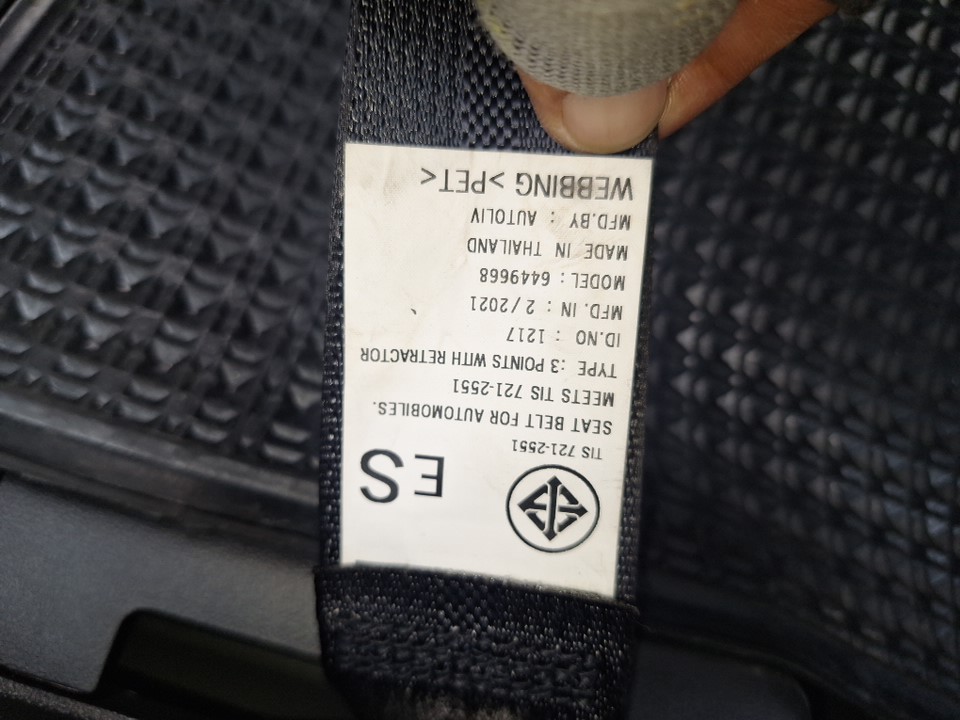 ES
TIS 721-2551
SEAT BELT FOR AUTOMOBILES.
MEETS TIS 721-2551
TYPE :3 POINTS WITH RETRACTOR
ID.NO : 1217
MFD. IN : 2 / 2021
MODEL : 6449668
MADE IN THAILAND
MFD.BY : AUTOLIV
WEBBING >PET<